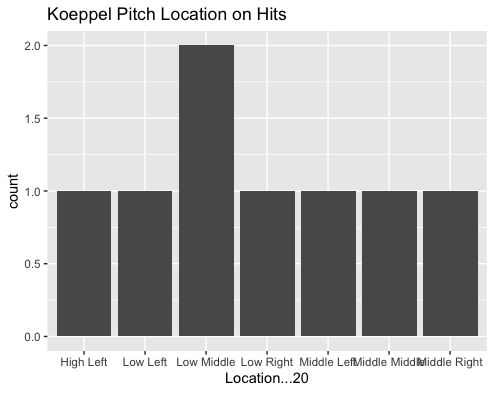 Koeppel Pitch Location on Hits
2.0
1.5
1.0
0.5
0.0
count
High Left Low Left Low Middle Low Right Middle Left Middle Middle Middle Right
Location...20